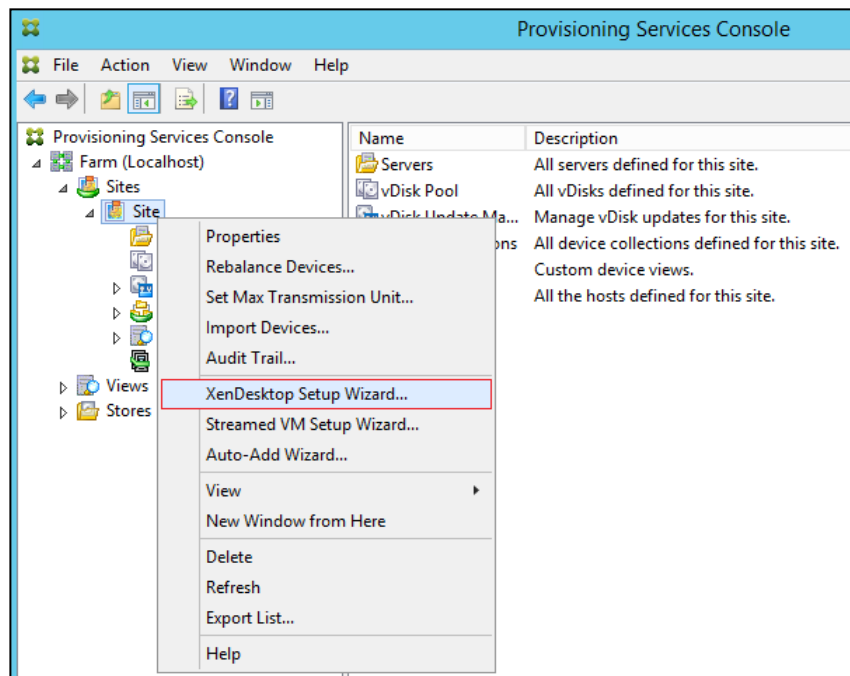 Provisioning Services Console
File Action View Window Help
Provisioning Services Console
Farm (Localhost)
Sites
Site
Views
Stores
Name Description
Servers All servers defined for this site.
vDisk Pool All vDisks defined for this site.
vDisk Update Ma... Manage vDisk updates for this site.
ons All device collections defined for this site.
Custom device views.
All the hosts defined for this site.
Properties
Rebalance Devices...
Set Max Transmission Unit...
Import Devices...
Audit Trail...
XenDesktop Setup Wizard...
Streamed VM Setup Wizard...
Auto-Add Wizard...
View
New Window from Here
Delete
Refresh
Export List...
Help